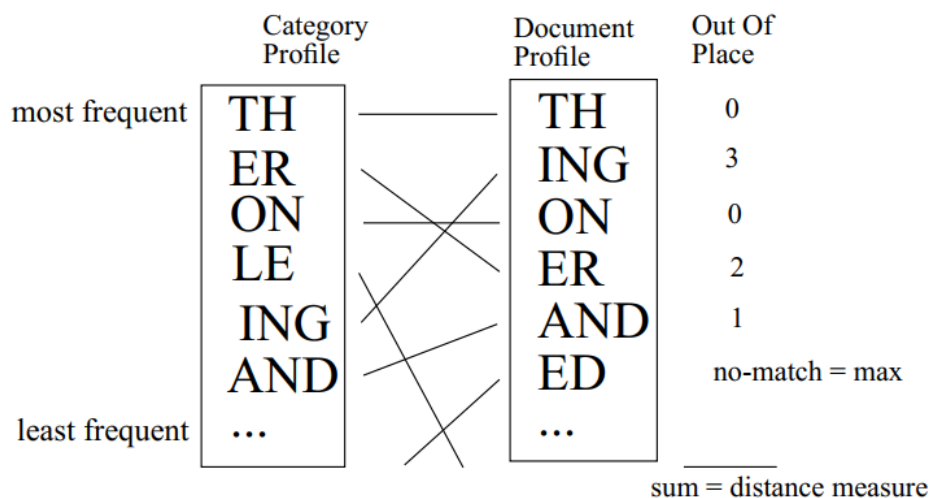 Category Profile
Document Profile
Out Of Place
most frequent
TH
ER
ON
LE
ING
AND
...
least frequent
TH
ING
ON
ER
AND
ED
...
0
3
0
2
1
no-match = max
sum = distance measure